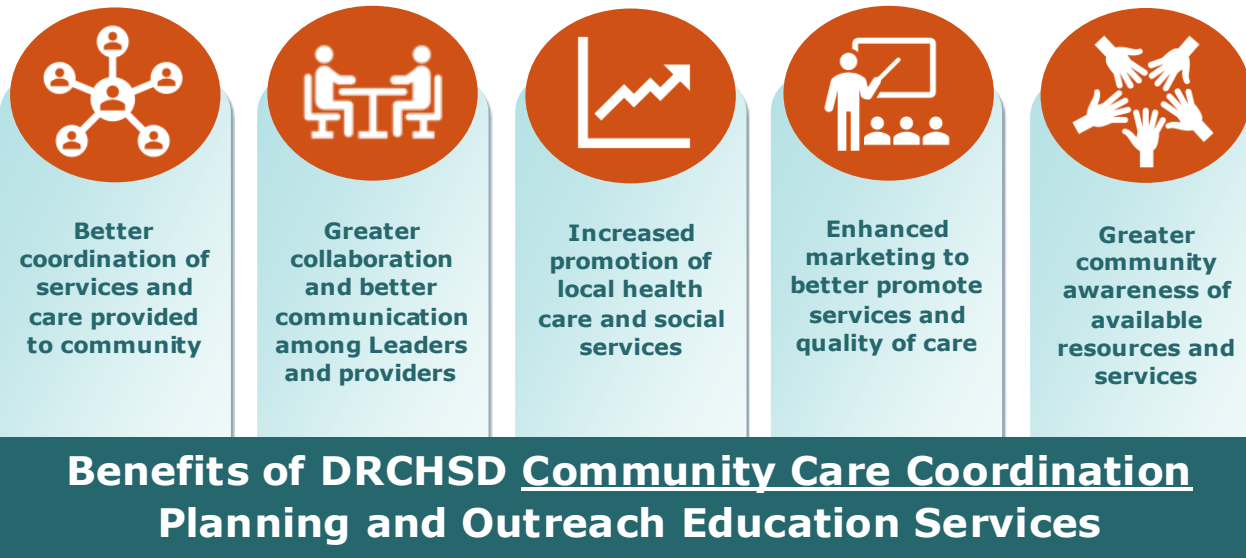 Better
coordination of
services and
care provided
to community
Greater
collaboration
and better
communication
among Leaders
and providers
Increased
promotion of
local health
care and social
services
Enhanced
marketing to
better promote
services and
quality of care
Greater
community
awareness of
available
resources and
services
Benefits of DRCHSD Community Care Coordination
Planning and Outreach Education Services